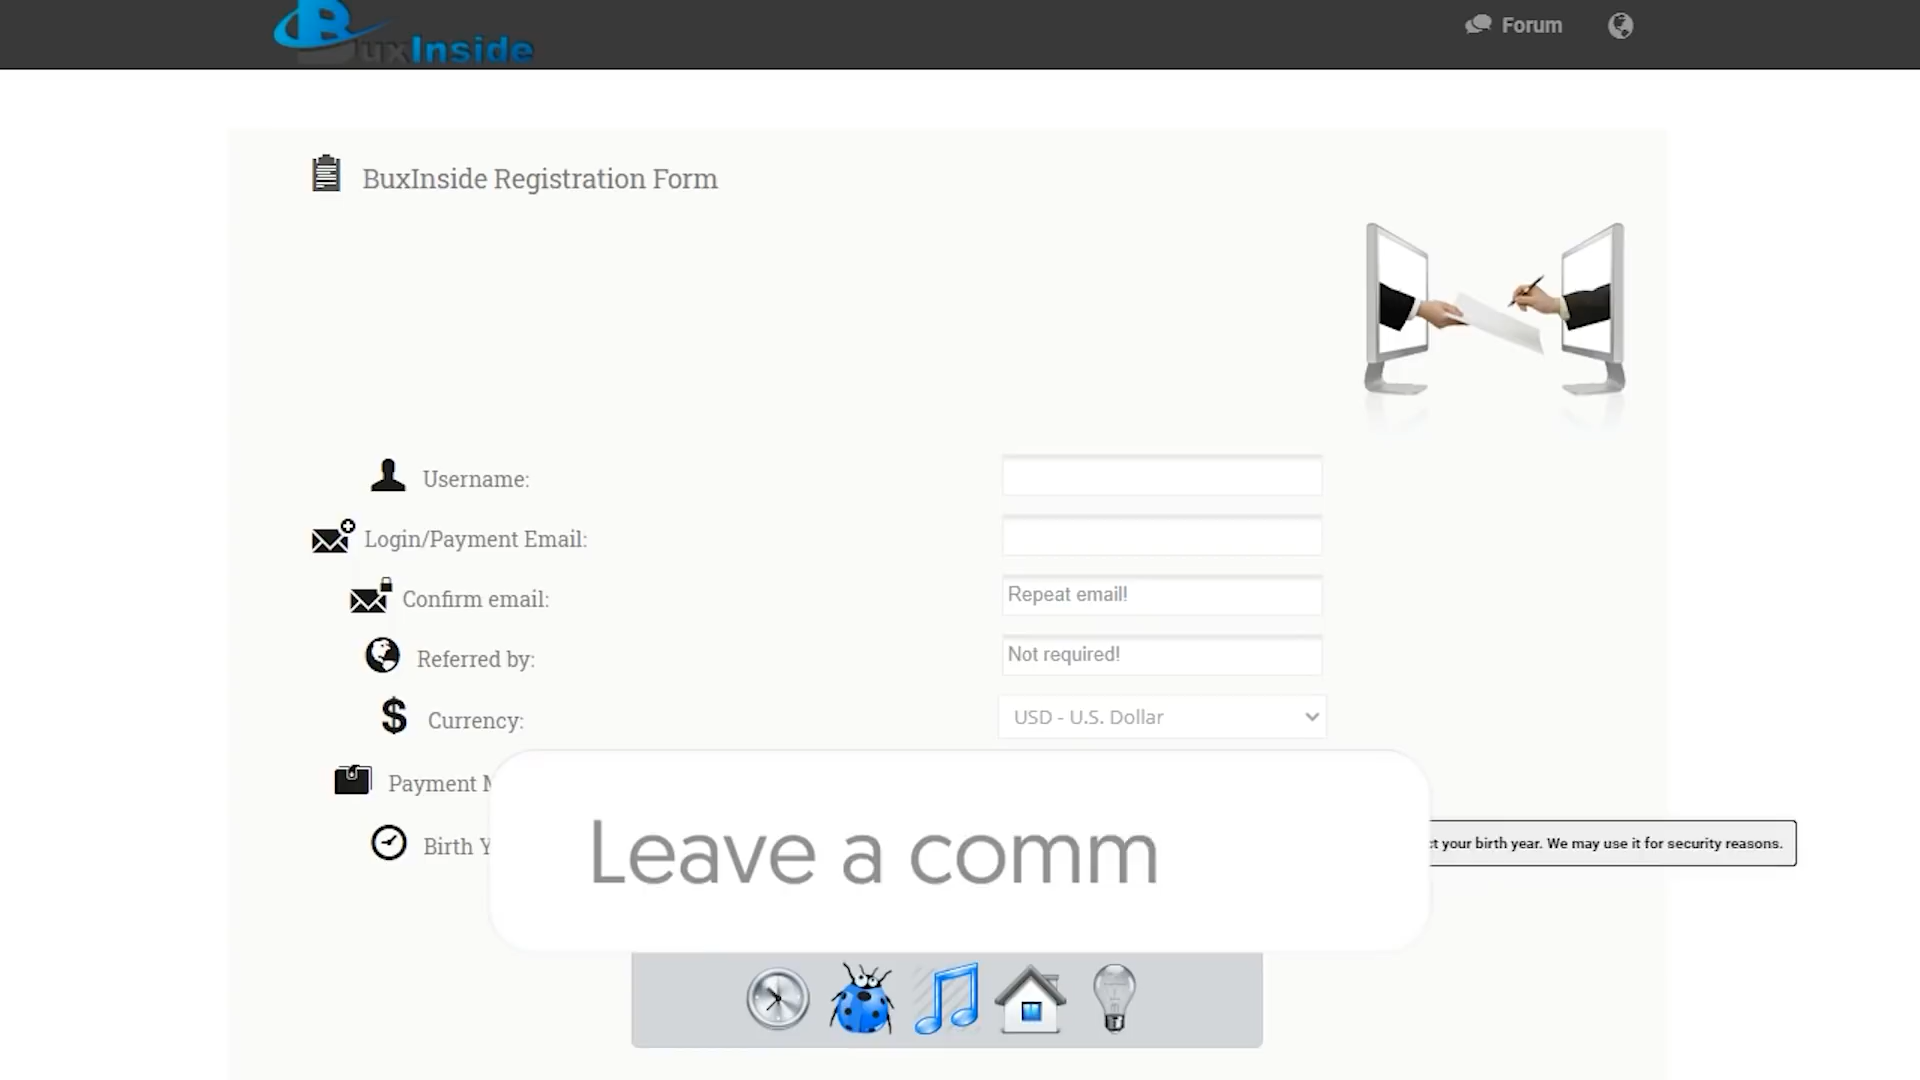 BuxInside
Forum
BuxInside Registration Form
Username:
Login/Payment Email:
Confirm email:
Repeat email!
Referred by:
Not required!
$ Currency:
USD - U.S. Dollar
Payment
Birth
Leave a comm
your birth year. We may use it for security reasons.